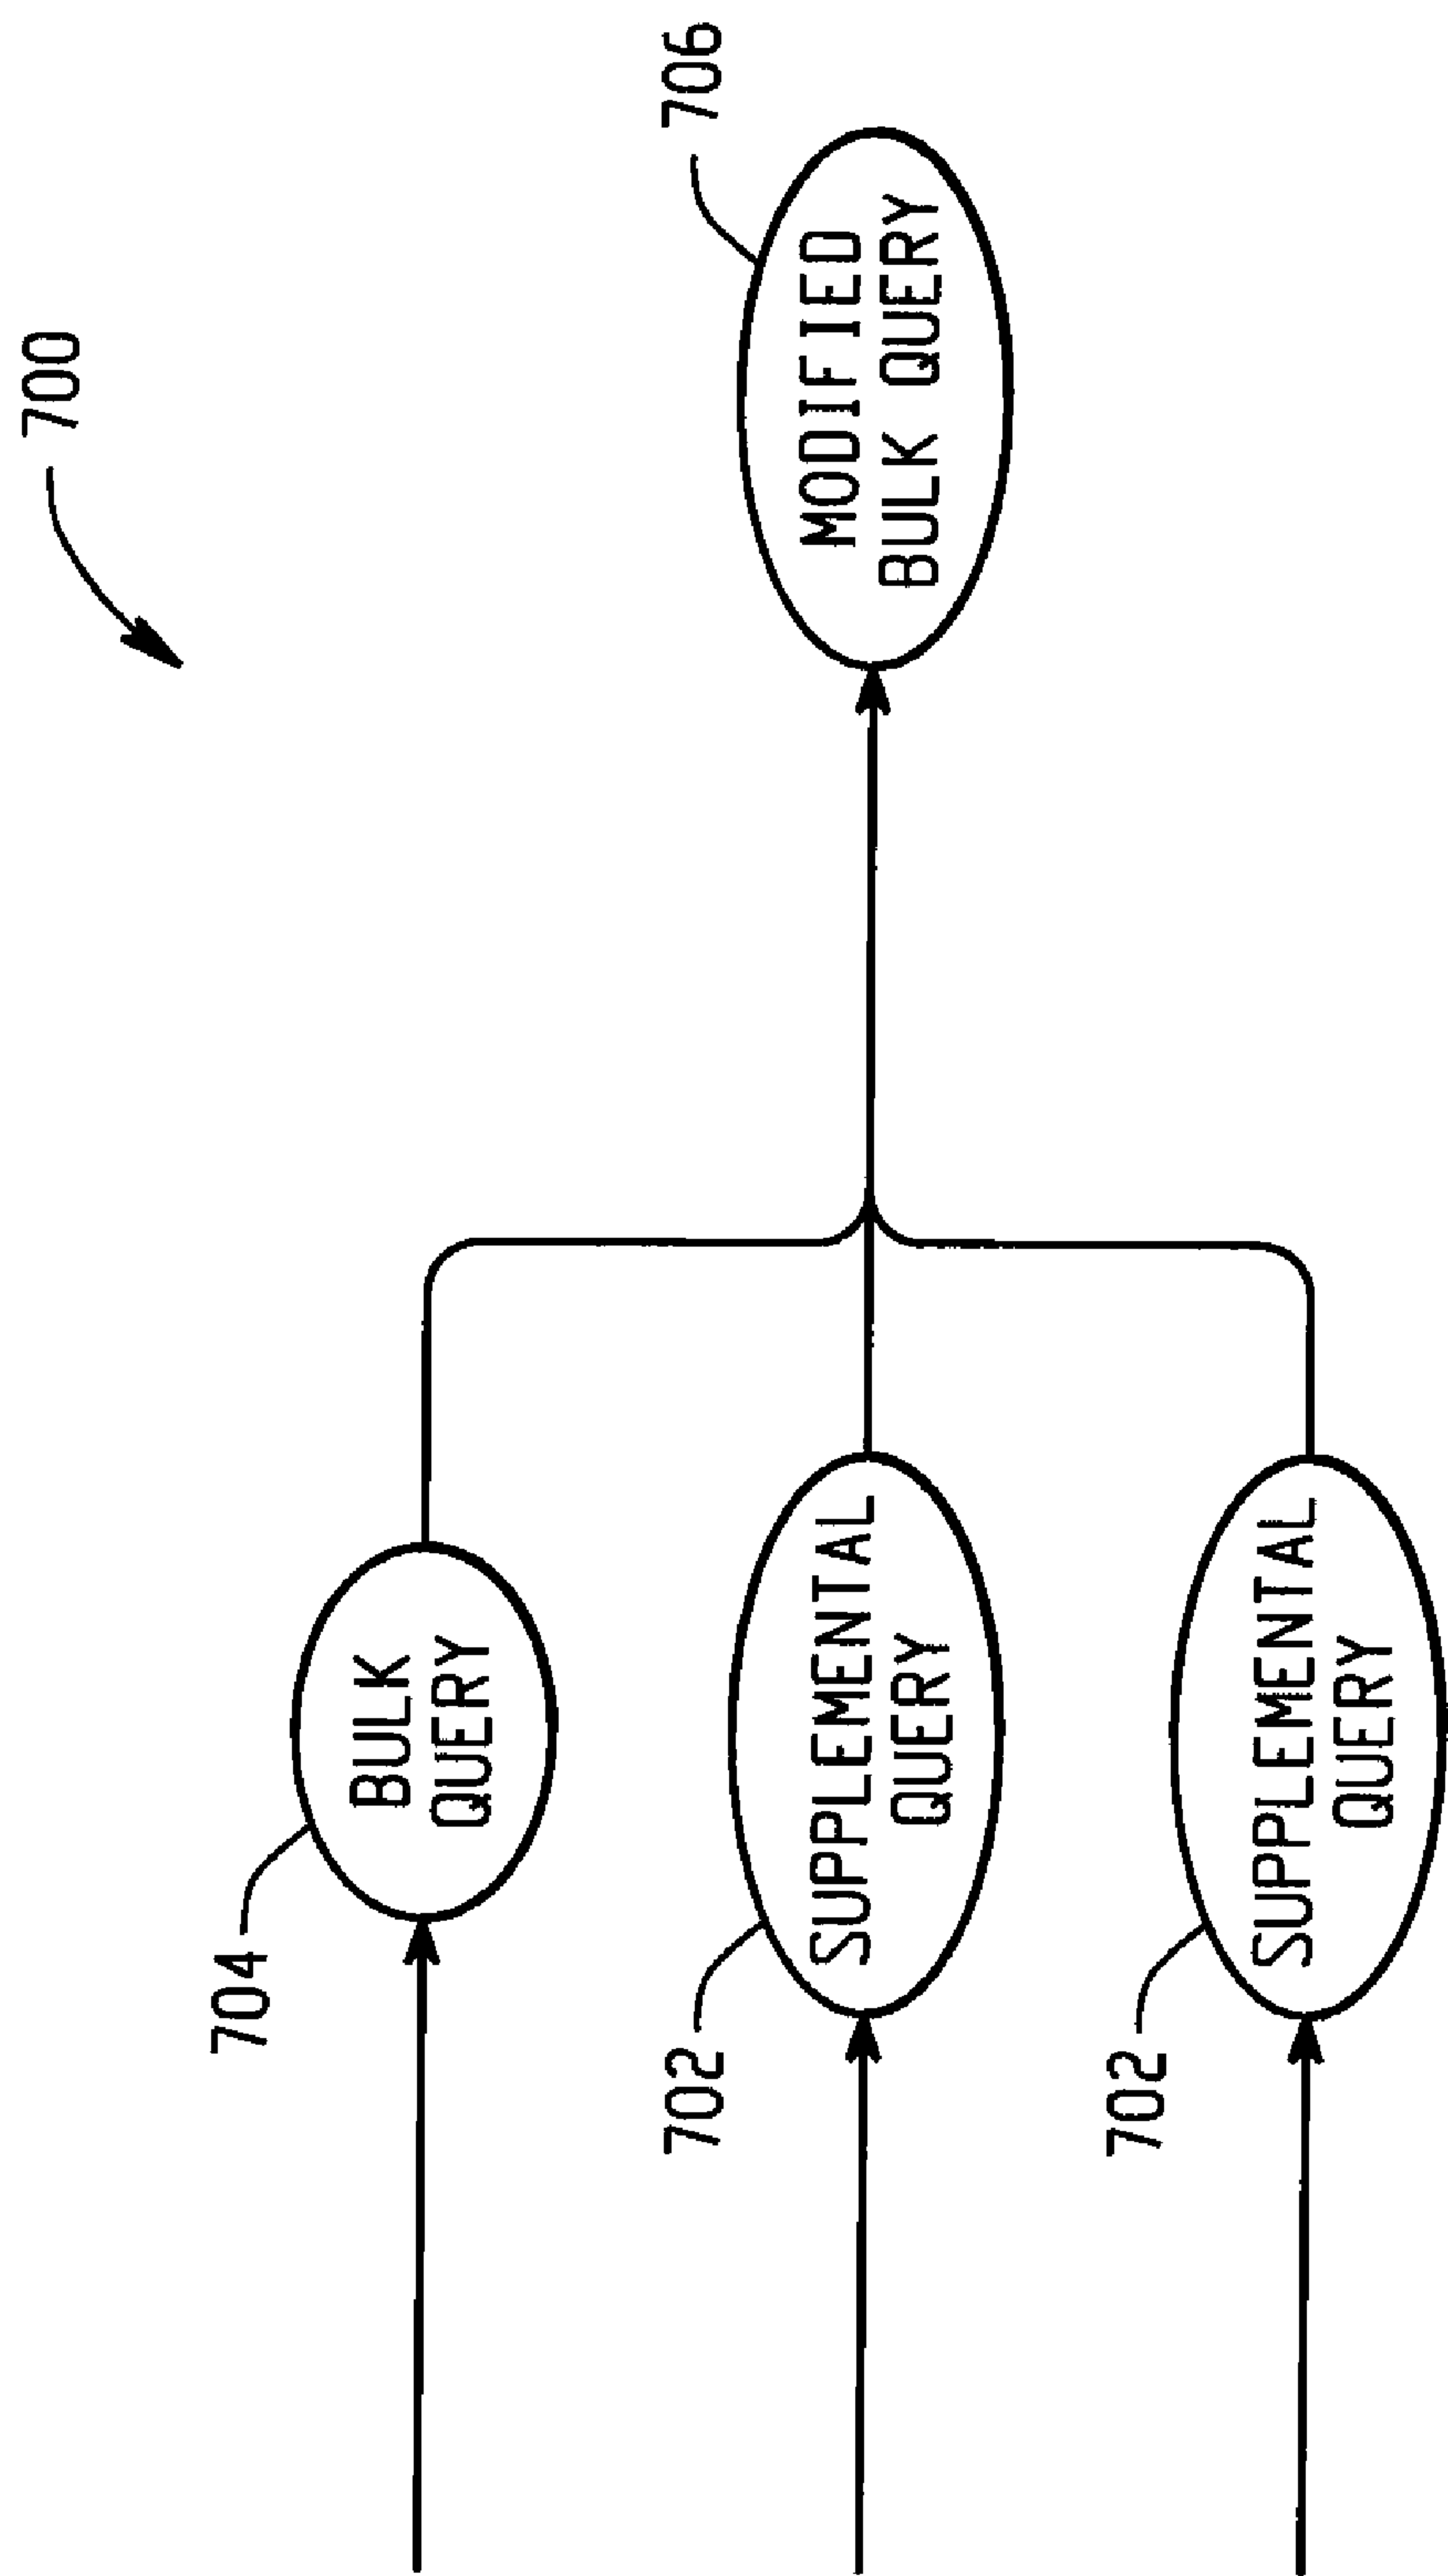 700
704
BULK
QUERY
702
SUPPLEMENTAL
QUERY
706
MODIFIED
BULK QUERY
702
SUPPLEMENTAL
QUERY